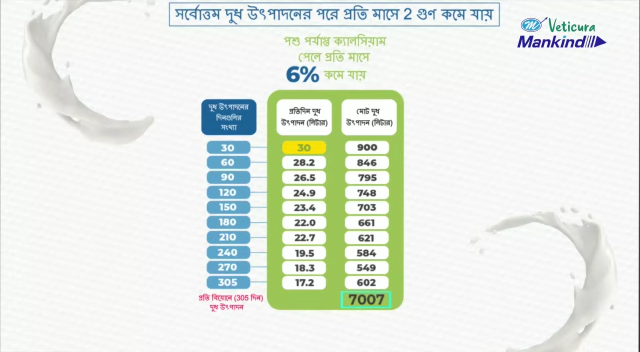 সর্বোত্তম দুধ উৎপাদনের পরে প্রতি মাসে 2 গুণ কমে যায়
Veticura
Mankind
পশু পর্যাপ্ত ক্যালসিয়াম
পেলে প্রতি মাসে
6% কমে যায়
দুধ উৎপাদনের
দিনগুলির
সংখ্যা
প্রতিদিন দুধ
উৎপাদন (লিটার)
মোট দুধ
উৎপাদন (লিটার)
30 30 900
60 28.2 846
90 26.5 795
120 24.9 748
150 23.4 703
180 22.0 661
210 22.7 621
240 19.5 584
270 18.3 549
305 17.2 602
প্রতি বিয়োনে (305 দিন)
দুধ উৎপাদন
7007